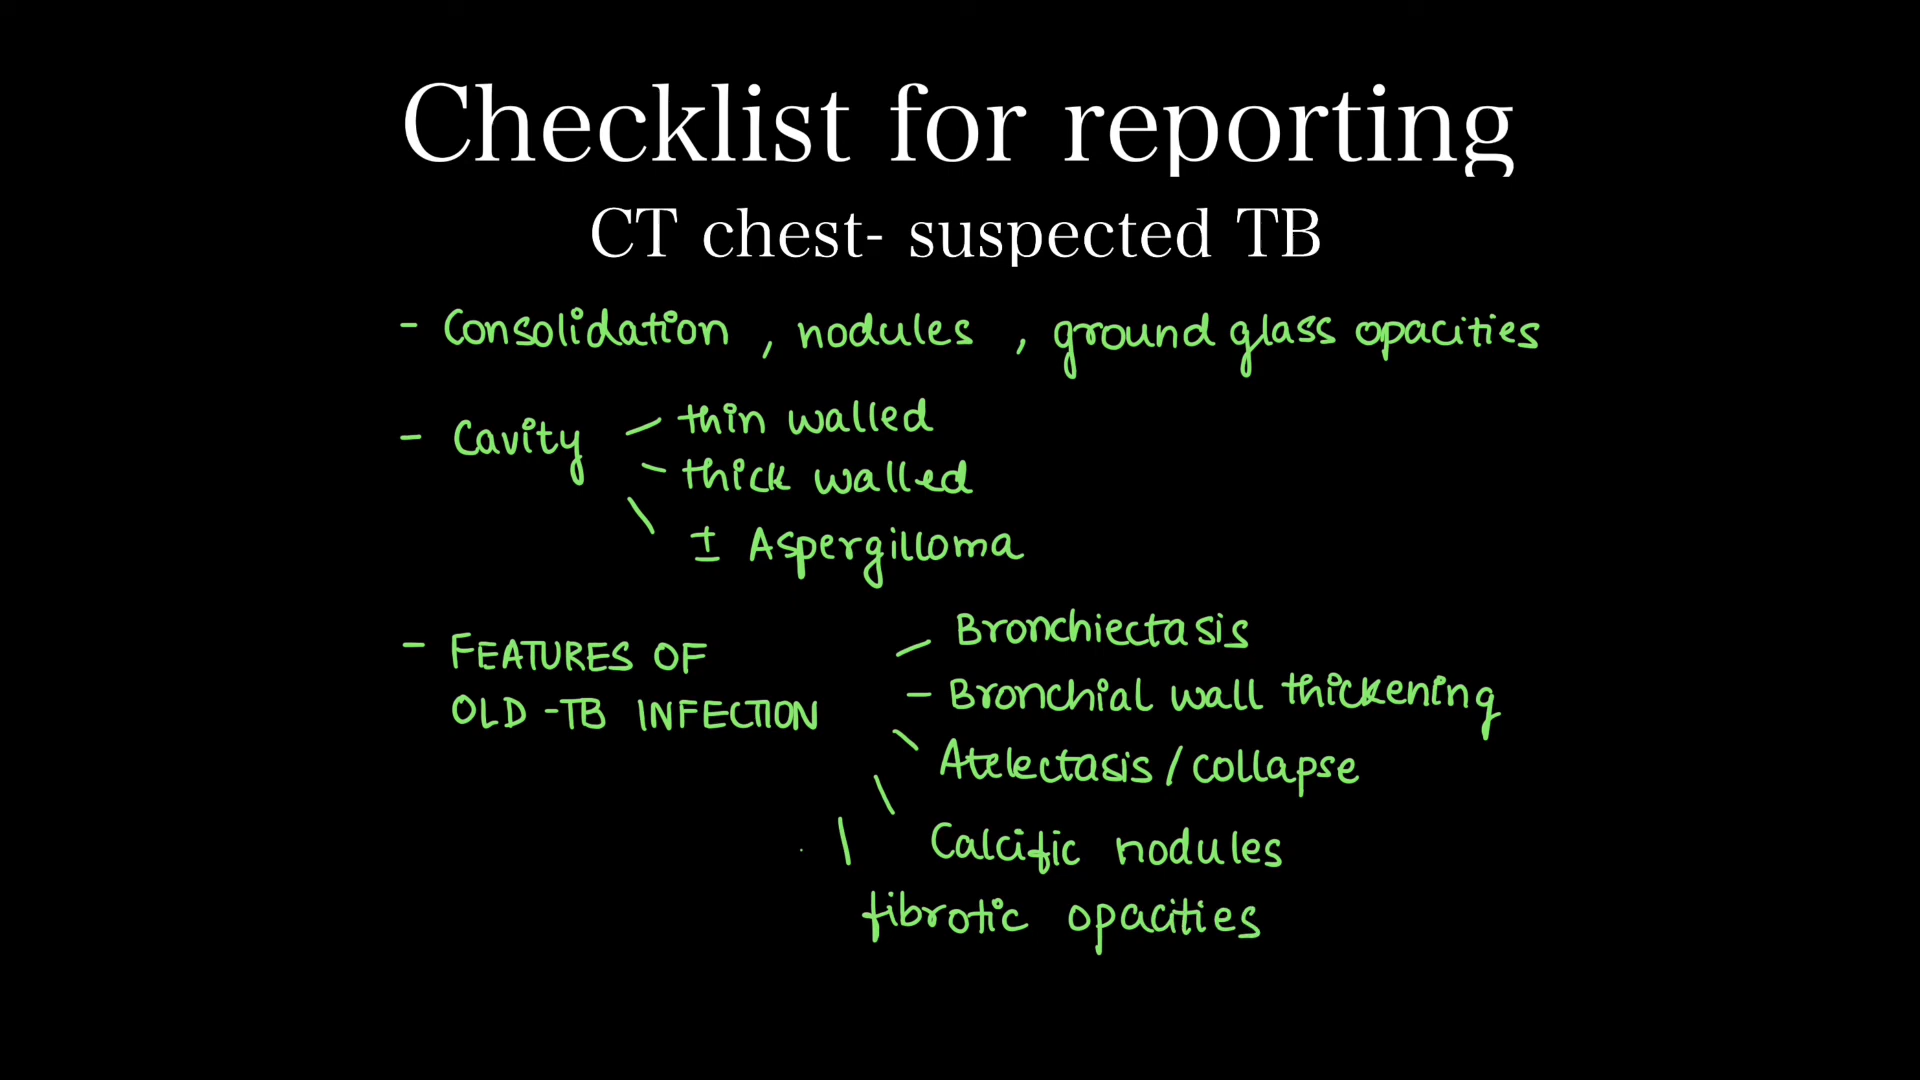 Checklist for reporting
CT chest- suspected TB
- Consolidation , nodules , ground glass opacities
- Cavity
- thin walled
- thick walled
\ ± Aspergilloma
- FEATURES OF
OLD -TB INFECTION
- Bronchiectasis
- Bronchial wall thickening
\ Atelectasis / collapse
\ Calcific nodules
\ fibrotic opacities